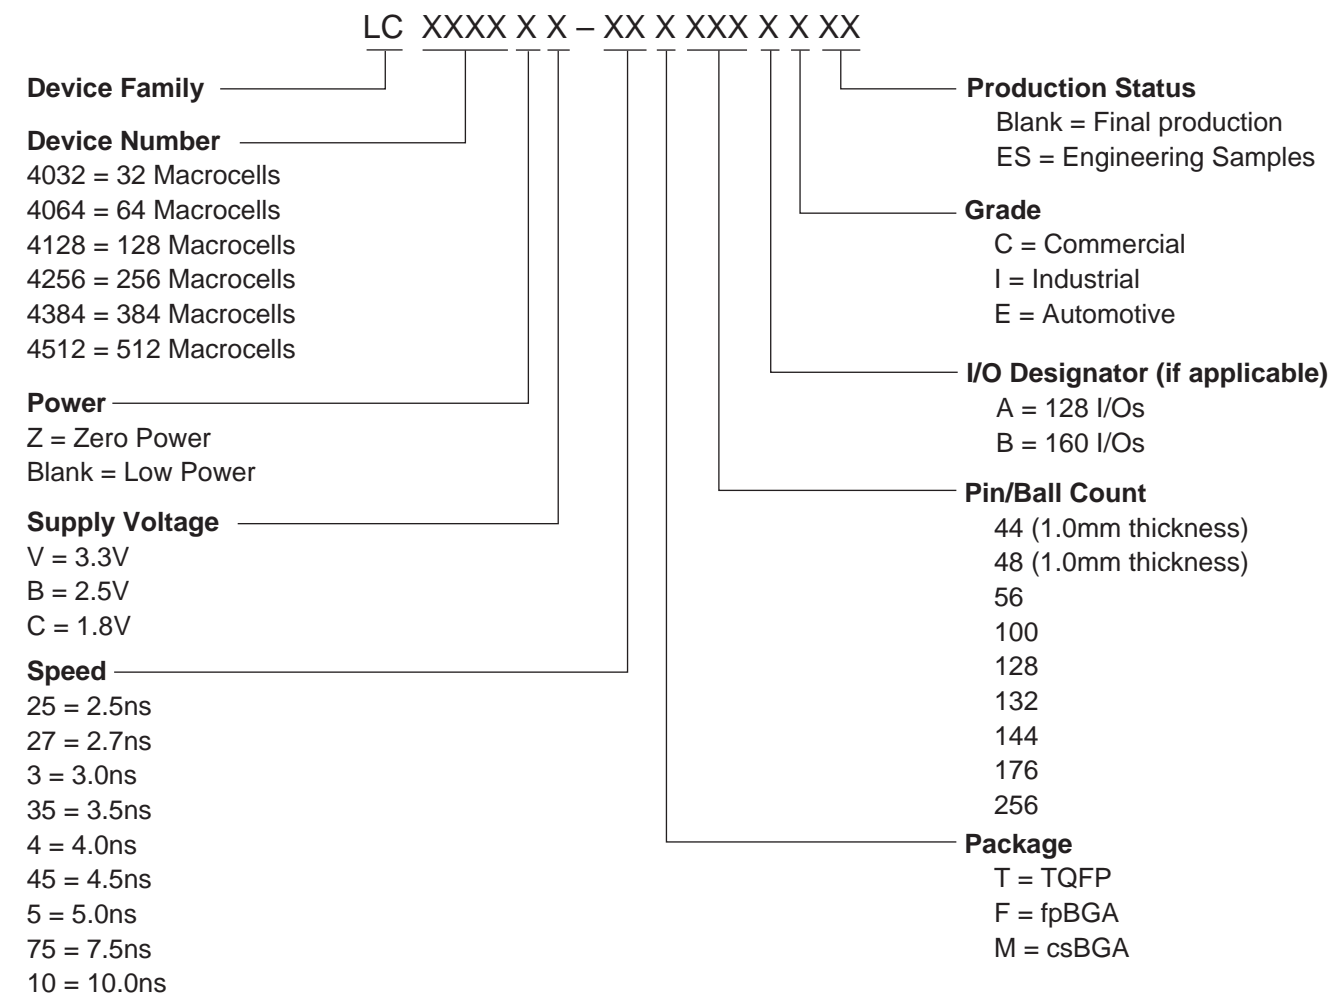 LC XXXX X X – XX X XXX X X XX
Device Family
Device Number
4032 = 32 Macrocells
4064 = 64 Macrocells
4128 = 128 Macrocells
4256 = 256 Macrocells
4384 = 384 Macrocells
4512 = 512 Macrocells
Power
Z = Zero Power
Blank = Low Power
Supply Voltage
V = 3.3V
B = 2.5V
C = 1.8V
Speed
25 = 2.5ns
27 = 2.7ns
3 = 3.0ns
35 = 3.5ns
4 = 4.0ns
45 = 4.5ns
5 = 5.0ns
75 = 7.5ns
10 = 10.0ns
Production Status
Blank = Final production
ES = Engineering Samples
Grade
C = Commercial
I = Industrial
E = Automotive
I/O Designator (if applicable)
A = 128 I/Os
B = 160 I/Os
Pin/Ball Count
44 (1.0mm thickness)
48 (1.0mm thickness)
56
100
128
132
144
176
256
Package
T = TQFP
F = fpBGA
M = csBGA